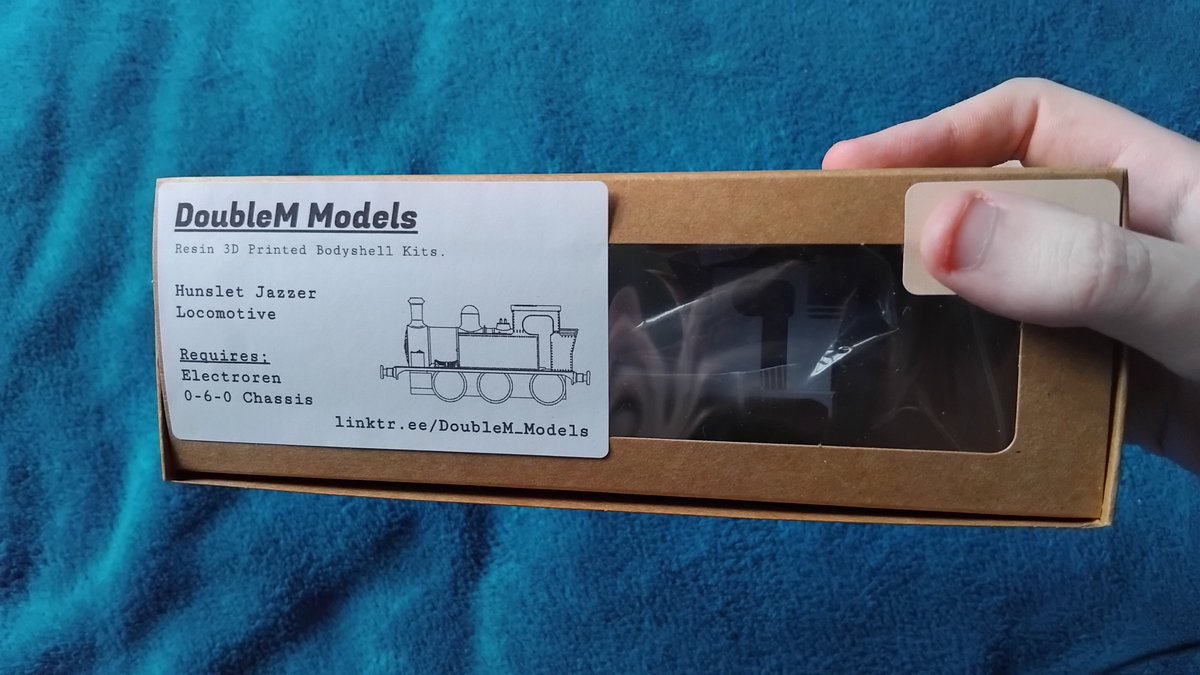 DoubleM Models
Resin 3D Printed Bodyshell Kits.
Hunslet Jazzer
Locomotive
Requires;
Electroren
0-6-0 Chassis
linktr.ee/DoubleM_Models